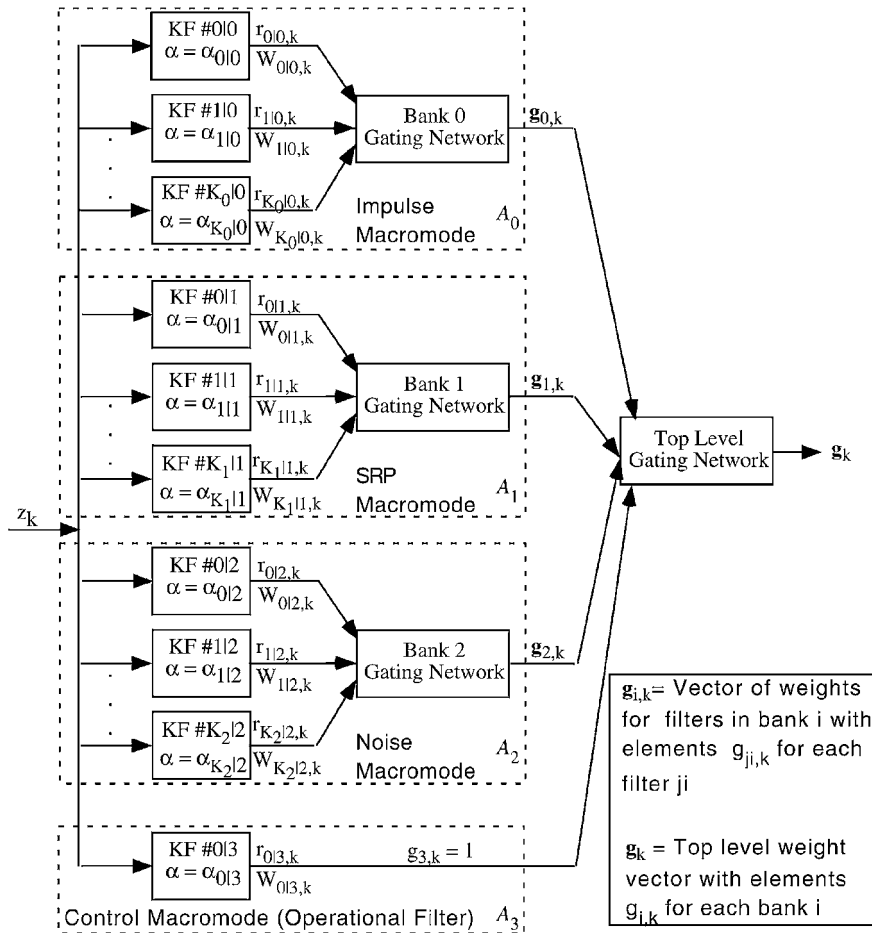 KF #0|0
α = α0|0
r0|0,k
W0|0,k
KF #1|0
α = α1|0
r1|0,k
W1|0,k
Bank 0
Gating Network
g0,k
KF #K0|0
α = αK0|0
rK0|0,k
WK0|0,k
Impulse
Macromode
A0
KF #0|1
α = α0|1
r0|1,k
W0|1,k
KF #1|1
α = α1|1
r1|1,k
W1|1,k
Bank 1
Gating Network
g1,k
KF #K1|1
α = αK1|1
rK1|1,k
WK1|1,k
SRP
Macromode
A1
Top Level
Gating Network
gk
zk
KF #0|2
α = α0|2
r0|2,k
W0|2,k
KF #1|2
α = α1|2
r1|2,k
W1|2,k
Bank 2
Gating Network
g2,k
KF #K2|2
α = αK2|2
rK2|2,k
WK2|2,k
Noise
Macromode
A2
KF #0|3
α = α0|3
r0|3,k
W0|3,k
g3,k = 1
Control Macromode (Operational Filter)
A3
gi,k= Vector of weights
for filters in bank i with
elements gji,k for each
filter ji
gk = Top level weight
vector with elements
gi,k for each bank i